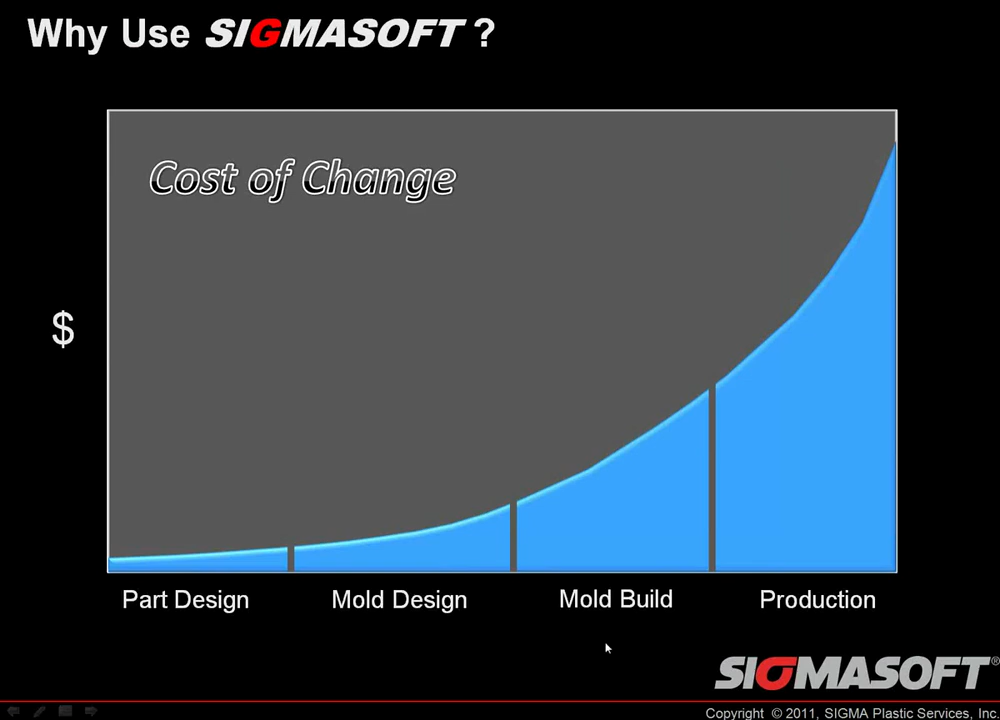 Why Use SIGMASOFT ?
Cost of Change
$
Part Design
Mold Design
Mold Build
Production
SIGMASOFT®
Copyright © 2011, SIGMA Plastic Services, Inc.